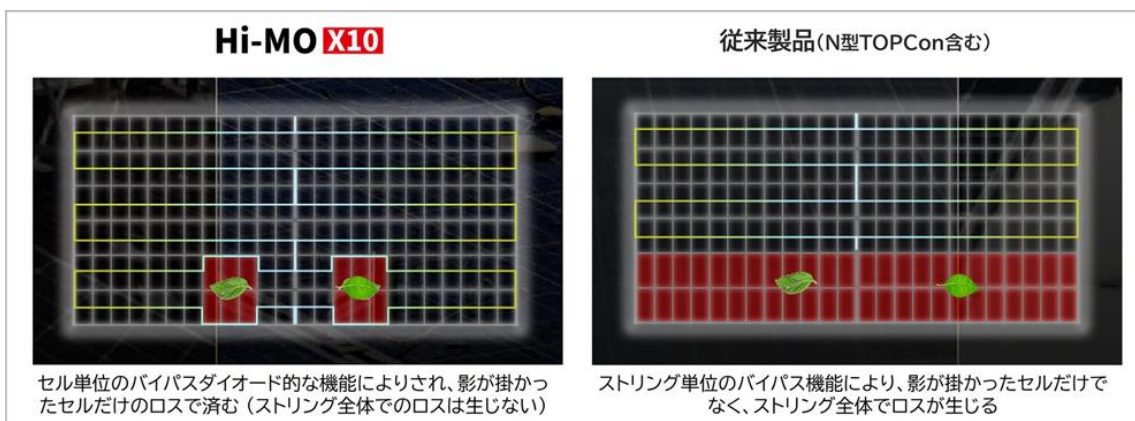 Hi-MO X10
従来製品(N型TOPCon含む)
セル単位のバイパスダイオード的な機能によりされ、影が掛かっ
たセルだけのロスで済む（ストリング全体でのロスは生じない）
ストリング単位のバイパス機能により、影が掛かったセルだけで
なく、ストリング全体でロスが生じる